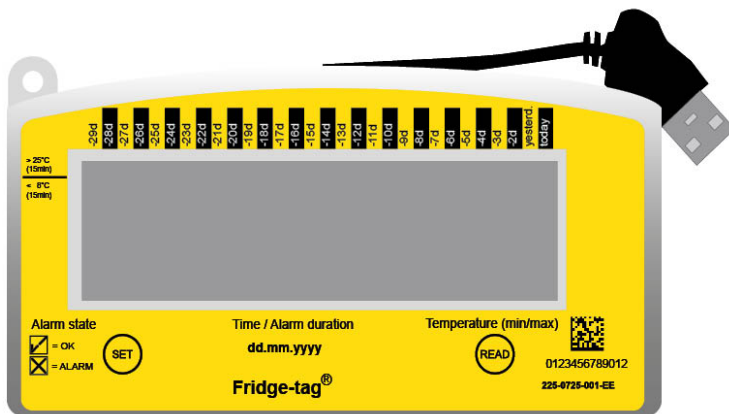 -29d -28d -27d -26d -25d -24d -23d -22d -21d -20d -19d -18d -17d -16d -15d -14d -13d -12d -11d -10d -9d -8d -7d -6d -5d -4d -3d -2d yesterd. today
> 25°C
(15min)
< 8°C
(15min)
Alarm state
= OK
= ALARM
SET
Time / Alarm duration
dd.mm.yyyy
Fridge-tag®
Temperature (min/max)
READ
0123456789012
225-0725-001-EE